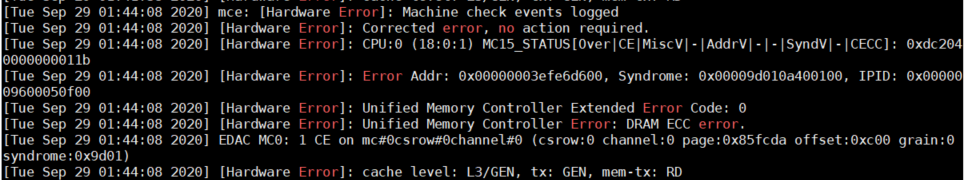 [Tue Sep 29 01:44:08 2020] mce: [Hardware Error]: Machine check events logged
[Tue Sep 29 01:44:08 2020] [Hardware Error]: Corrected error, no action required.
[Tue Sep 29 01:44:08 2020] [Hardware Error]: CPU:0 (18:0:1) MC15_STATUS[Over|CE|MiscV|-|AddrV|-|-|SyndV|-|CECC]: 0xdc204
0000000011b
[Tue Sep 29 01:44:08 2020] [Hardware Error]: Error Addr: 0x00000003efe6d600, Syndrome: 0x00009d010a400100, IPID: 0x00000
09600050f00
[Tue Sep 29 01:44:08 2020] [Hardware Error]: Unified Memory Controller Extended Error Code: 0
[Tue Sep 29 01:44:08 2020] [Hardware Error]: Unified Memory Controller Error: DRAM ECC error.
[Tue Sep 29 01:44:08 2020] EDAC MC0: 1 CE on mc#0csrow#0channel#0 (csrow:0 channel:0 page:0x85fcda offset:0xc00 grain:0
syndrome:0x9d01)
[Tue Sep 29 01:44:08 2020] [Hardware Error]: cache level: L3/GEN, tx: GEN, mem-tx: RD